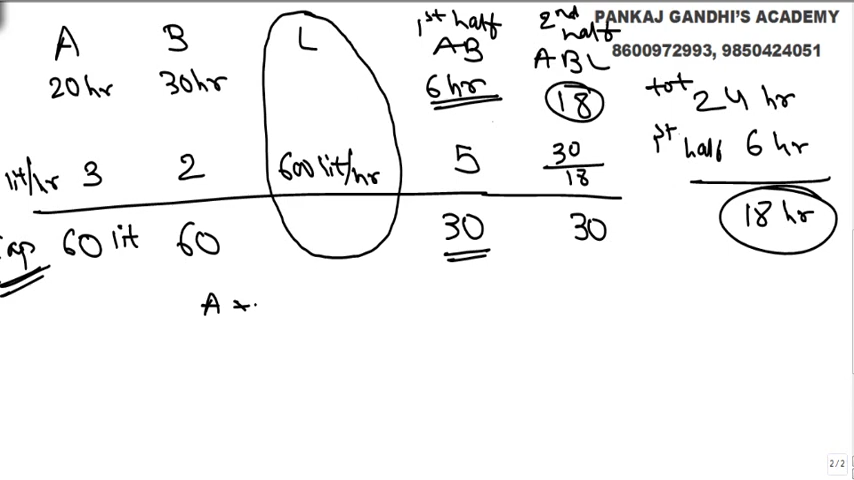 A B L 1st half AB 2nd half ABL
PANKAJ GANDHI'S ACADEMY
8600972993, 9850424051
20hr 30hr 6hr 18
tot 24 hr
1st half 6 hr
lit/hr 3 2 600 lit/hr 5 30/18
18 hr
ap 60 lit 60 30 30
A +
2/2